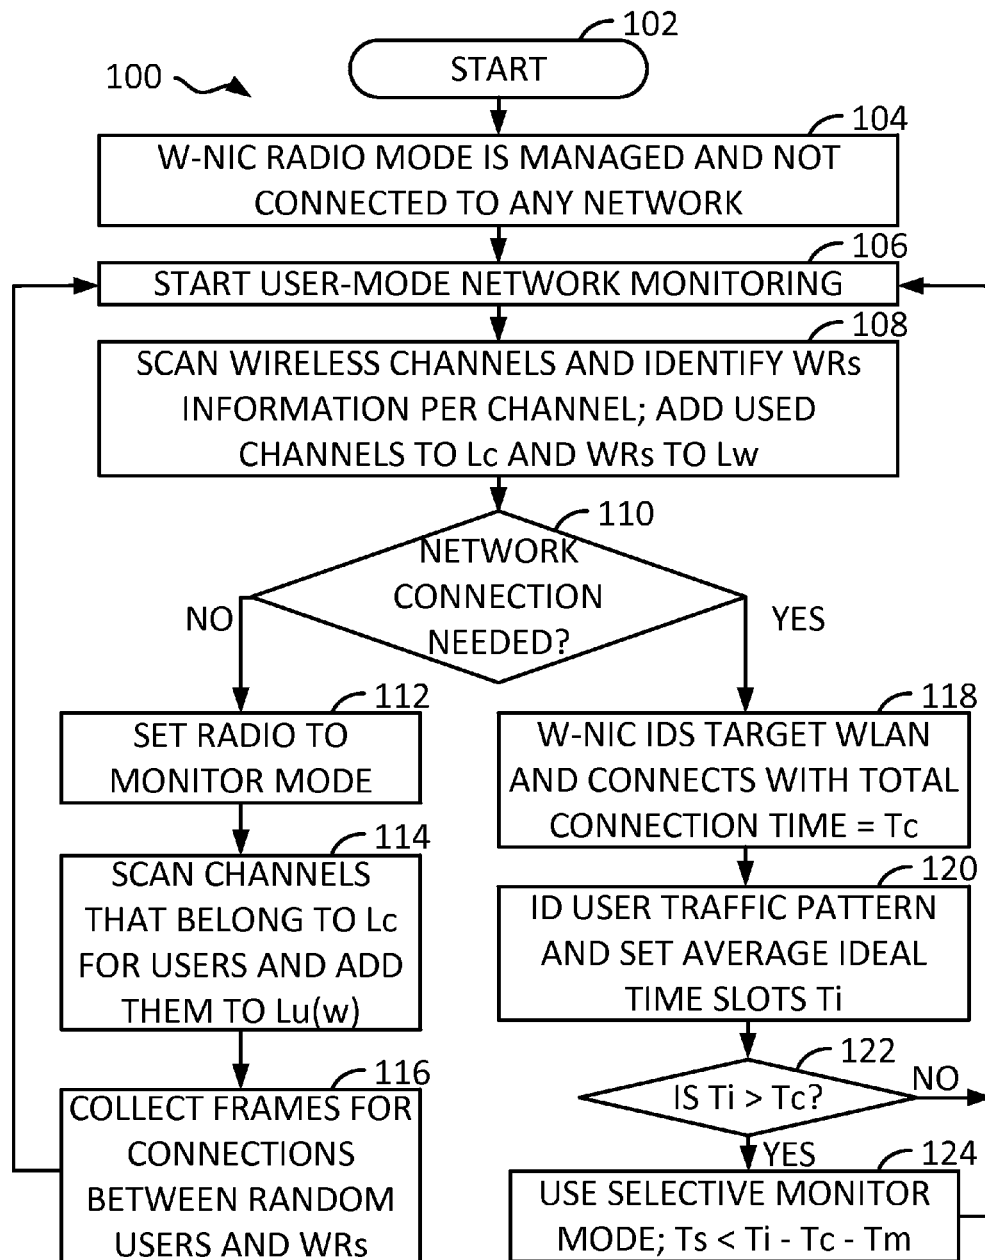 102
START
100
104
W-NIC RADIO MODE IS MANAGED AND NOT
CONNECTED TO ANY NETWORK
106
START USER-MODE NETWORK MONITORING
108
SCAN WIRELESS CHANNELS AND IDENTIFY WRs
INFORMATION PER CHANNEL; ADD USED
CHANNELS TO Lc AND WRs TO Lw
110
NETWORK
CONNECTION
NEEDED?
NO
YES
112
SET RADIO TO
MONITOR MODE
114
SCAN CHANNELS
THAT BELONG TO Lc
FOR USERS AND ADD
THEM TO Lu(w)
116
COLLECT FRAMES FOR
CONNECTIONS
BETWEEN RANDOM
USERS AND WRs
118
W-NIC IDS TARGET WLAN
AND CONNECTS WITH TOTAL
CONNECTION TIME = Tc
120
ID USER TRAFFIC PATTERN
AND SET AVERAGE IDEAL
TIME SLOTS Ti
122
IS Ti > Tc?
NO
YES
124
USE SELECTIVE MONITOR
MODE; Ts < Ti - Tc - Tm